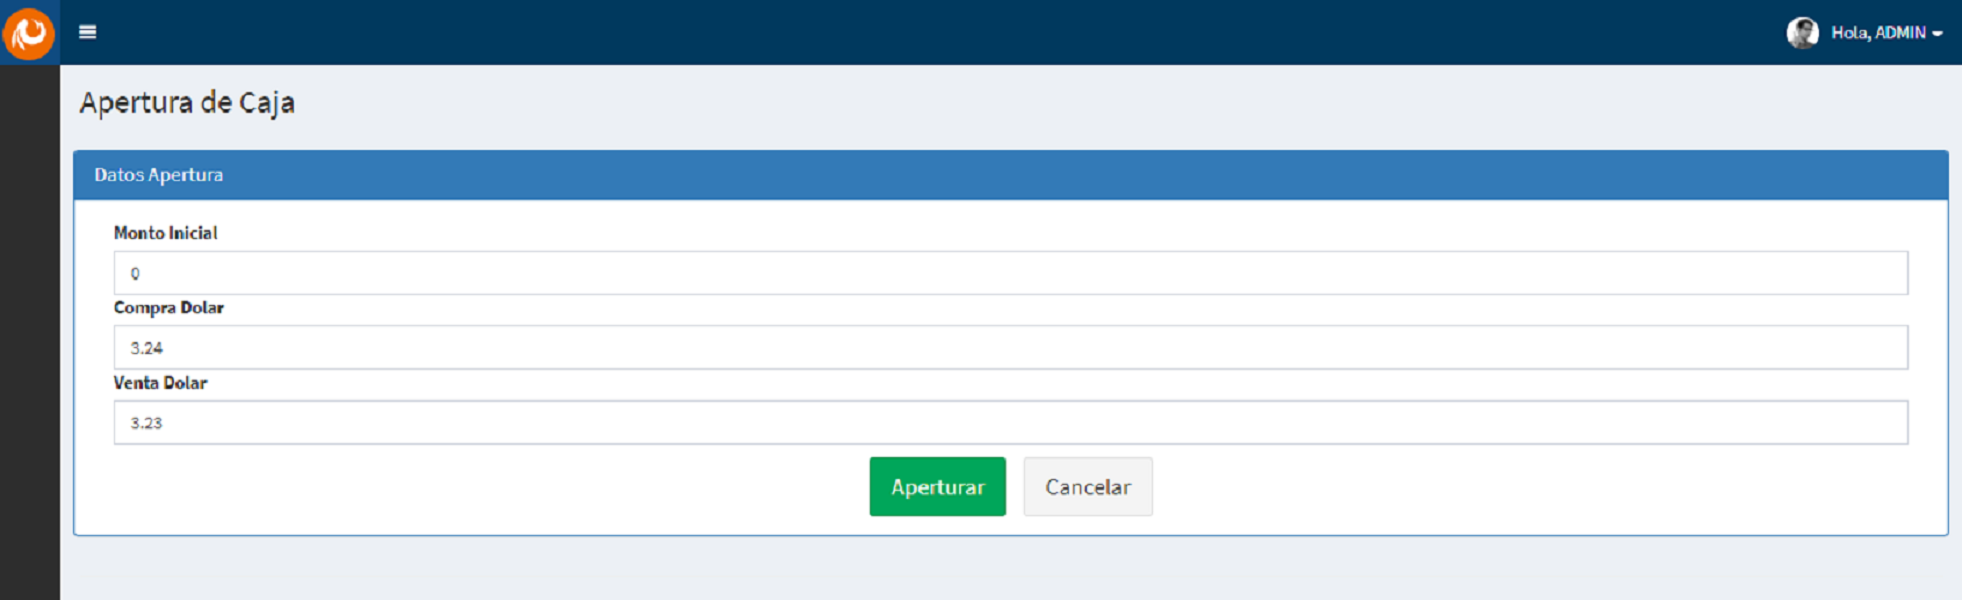 Hola, ADMIN
Apertura de Caja
Datos Apertura
Monto Inicial
0
Compra Dolar
3.24
Venta Dolar
3.23
Aperturar Cancelar